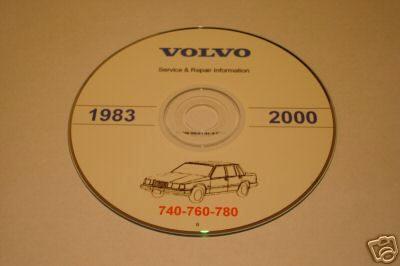 VOLVO
Service & Repair Information
1983
2000
740-760-780